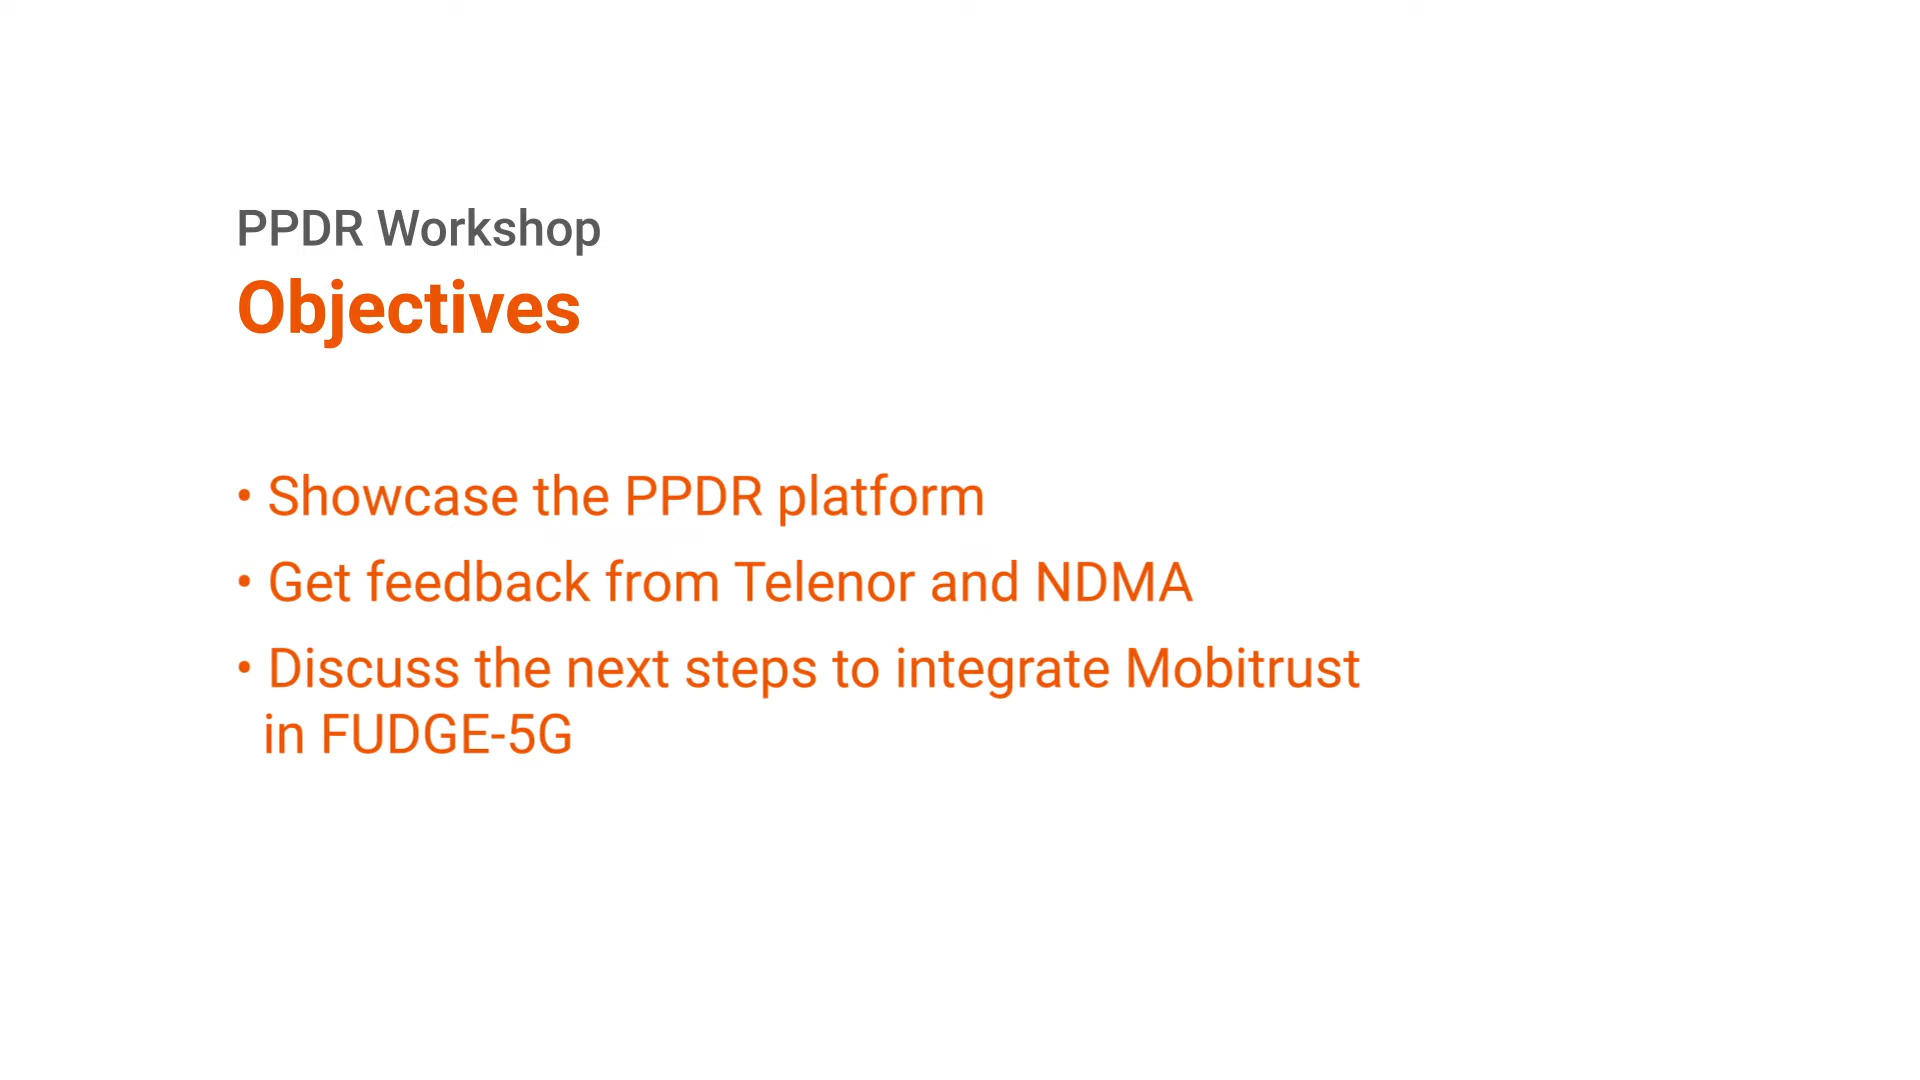 PPDR Workshop
Objectives
• Showcase the PPDR platform
• Get feedback from Telenor and NDMA
• Discuss the next steps to integrate Mobitrust
in FUDGE-5G